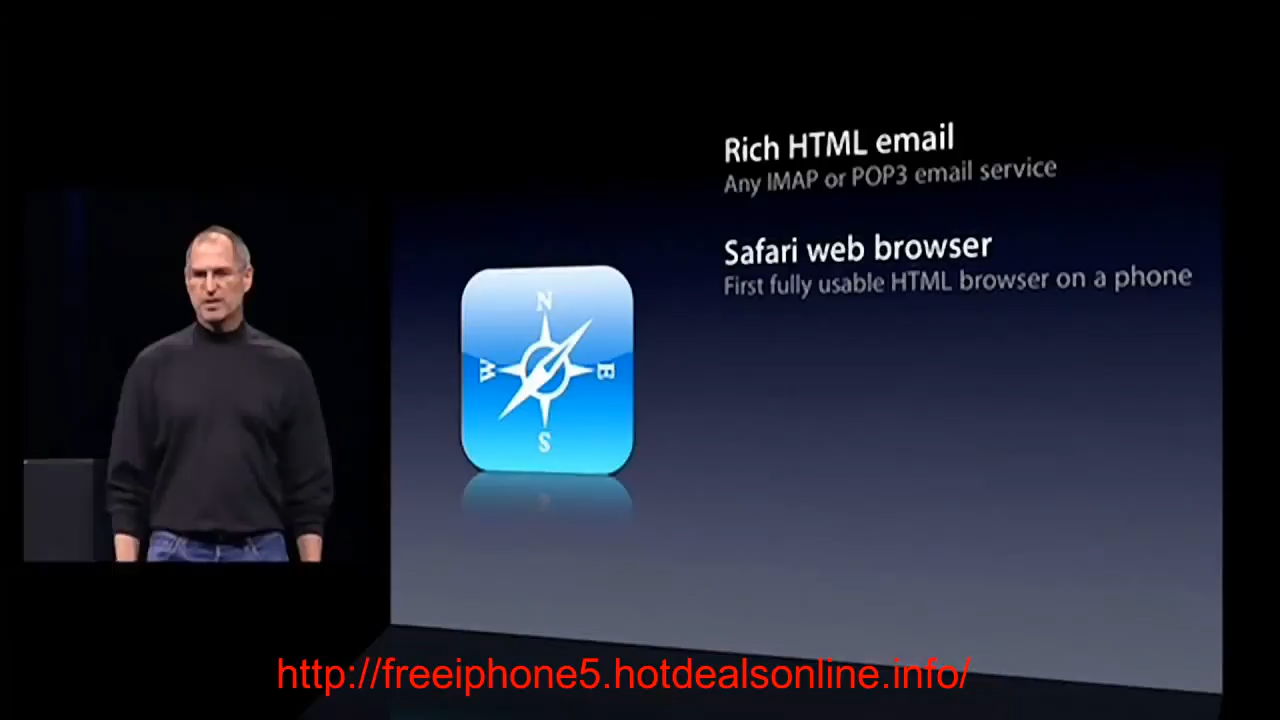 Rich HTML email
Any IMAP or POP3 email service
Safari web browser
First fully usable HTML browser on a phone
N
W
E
S
http://freeiphone5.hotdealsonline.info/